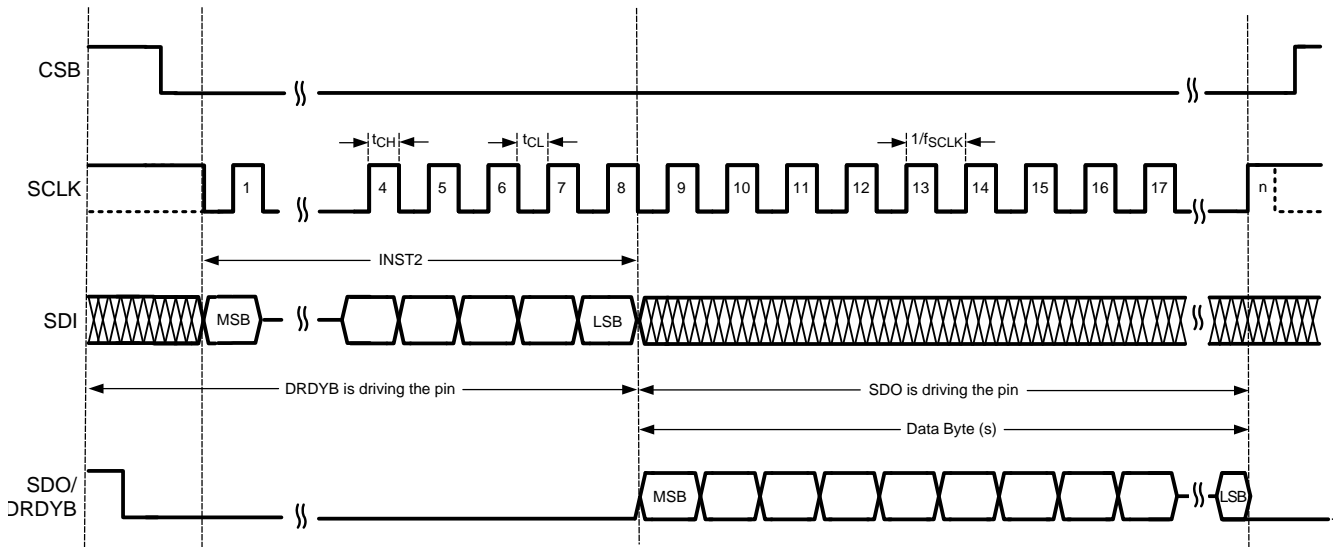 CSB
tCH
tCL
1/fSCLK
SCLK
1
4
5
6
7
8
9
10
11
12
13
14
15
16
17
n
INST2
SDI
MSB
LSB
DRDYB is driving the pin
SDO is driving the pin
Data Byte (s)
SDO/
DRDYB
MSB
LSB